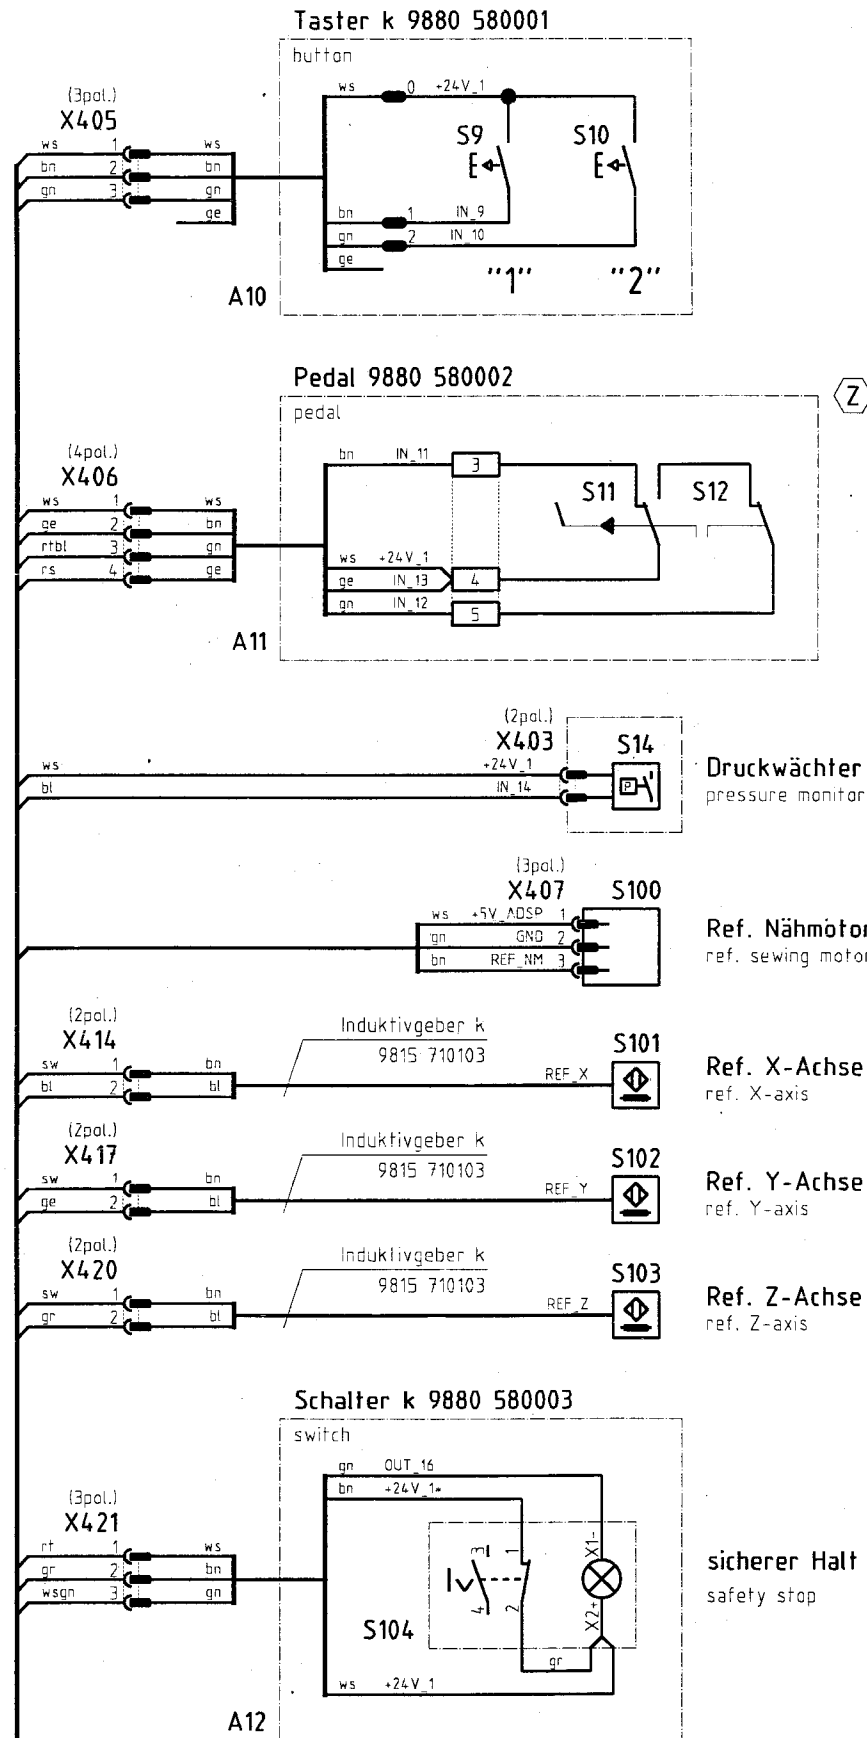 Taster k 9880 580001
button
(3pol.)
X405
ws 1 ws
bn 2 bn
gn 3 gn
ge
ws 0 +24V_1
S9 S10
bn 1 IN_9
gn 2 IN_10
ge
"1" "2"
A10
Pedal 9880 580002
Z
pedal
(4pol.)
X406
ws 1 ws
ge 2 bn
rtbl 3 gn
rs 4 ge
bn IN_11 3
S11 S12
ws +24V_1
ge IN_13 4
gn IN_12 5
A11
(2pol.)
X403 S14
ws +24V_1
bl IN_14
P
Druckwächter
pressure monitor
(3pol.)
X407 S100
ws +5V_ADSP 1
gn GND 2
bn REF_NM 3
Ref. Nähmotor
ref. sewing motor
(2pol.)
X414
sw 1 bn
bl 2 bl
Induktivgeber k
9815 710103
REF_X
S101
Ref. X-Achse
ref. X-axis
(2pol.)
X417
sw 1 bn
ge 2 bl
Induktivgeber k
9815 710103
REF_Y
S102
Ref. Y-Achse
ref. Y-axis
(2pol.)
X420
sw 1 bn
gr 2 bl
Induktivgeber k
9815 710103
REF_Z
S103
Ref. Z-Achse
ref. Z-axis
Schalter k 9880 580003
switch
(3pol.)
X421
rt 1 ws
gr 2 bn
wsgn 3 gn
gn OUT_16
bn +24V_1*
3 1 X1-
4 2 X2+
S104
gr
ws +24V_1
A12
sicherer Halt
safety stop